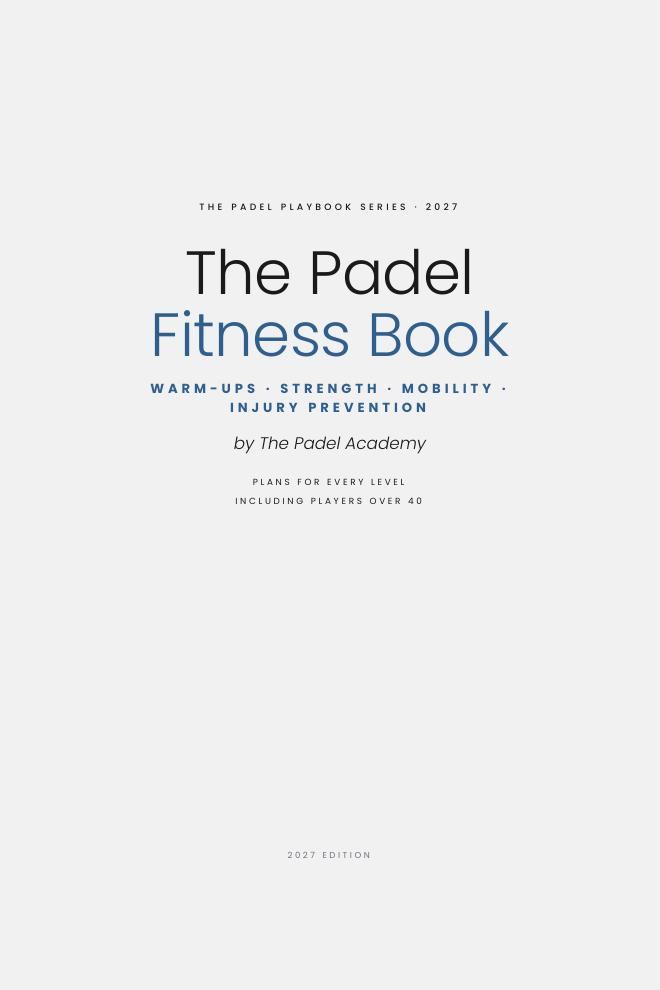 THE PADEL PLAYBOOK SERIES · 2027
The Padel
Fitness Book
WARM-UPS · STRENGTH · MOBILITY ·
INJURY PREVENTION
by The Padel Academy
PLANS FOR EVERY LEVEL
INCLUDING PLAYERS OVER 40
2027 EDITION